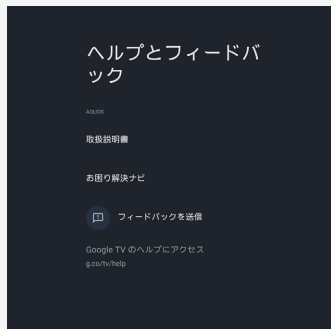 ヘルプとフィードバ
ック
AQUOS
取扱説明書
お困り解決ナビ
フィードバックを送信
Google TV のヘルプにアクセス
g.co/tv/help